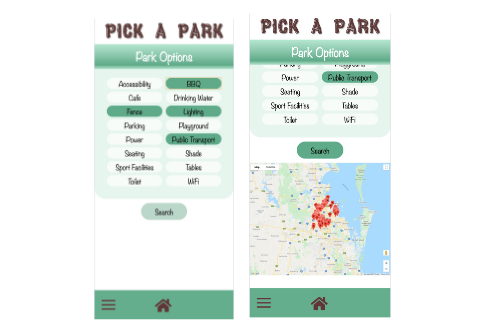 PICK A PARK
Park Options
Accessibility BBQ
Cafe Drinking Water
Fence Lighting
Parking Playground
Power Public Transport
Seating Shade
Sport Facilities Tables
Toilet WiFi
Search
PICK A PARK
Park Options
Parking Playground
Power Public Transport
Seating Shade
Sport Facilities Tables
Toilet WiFi
Search